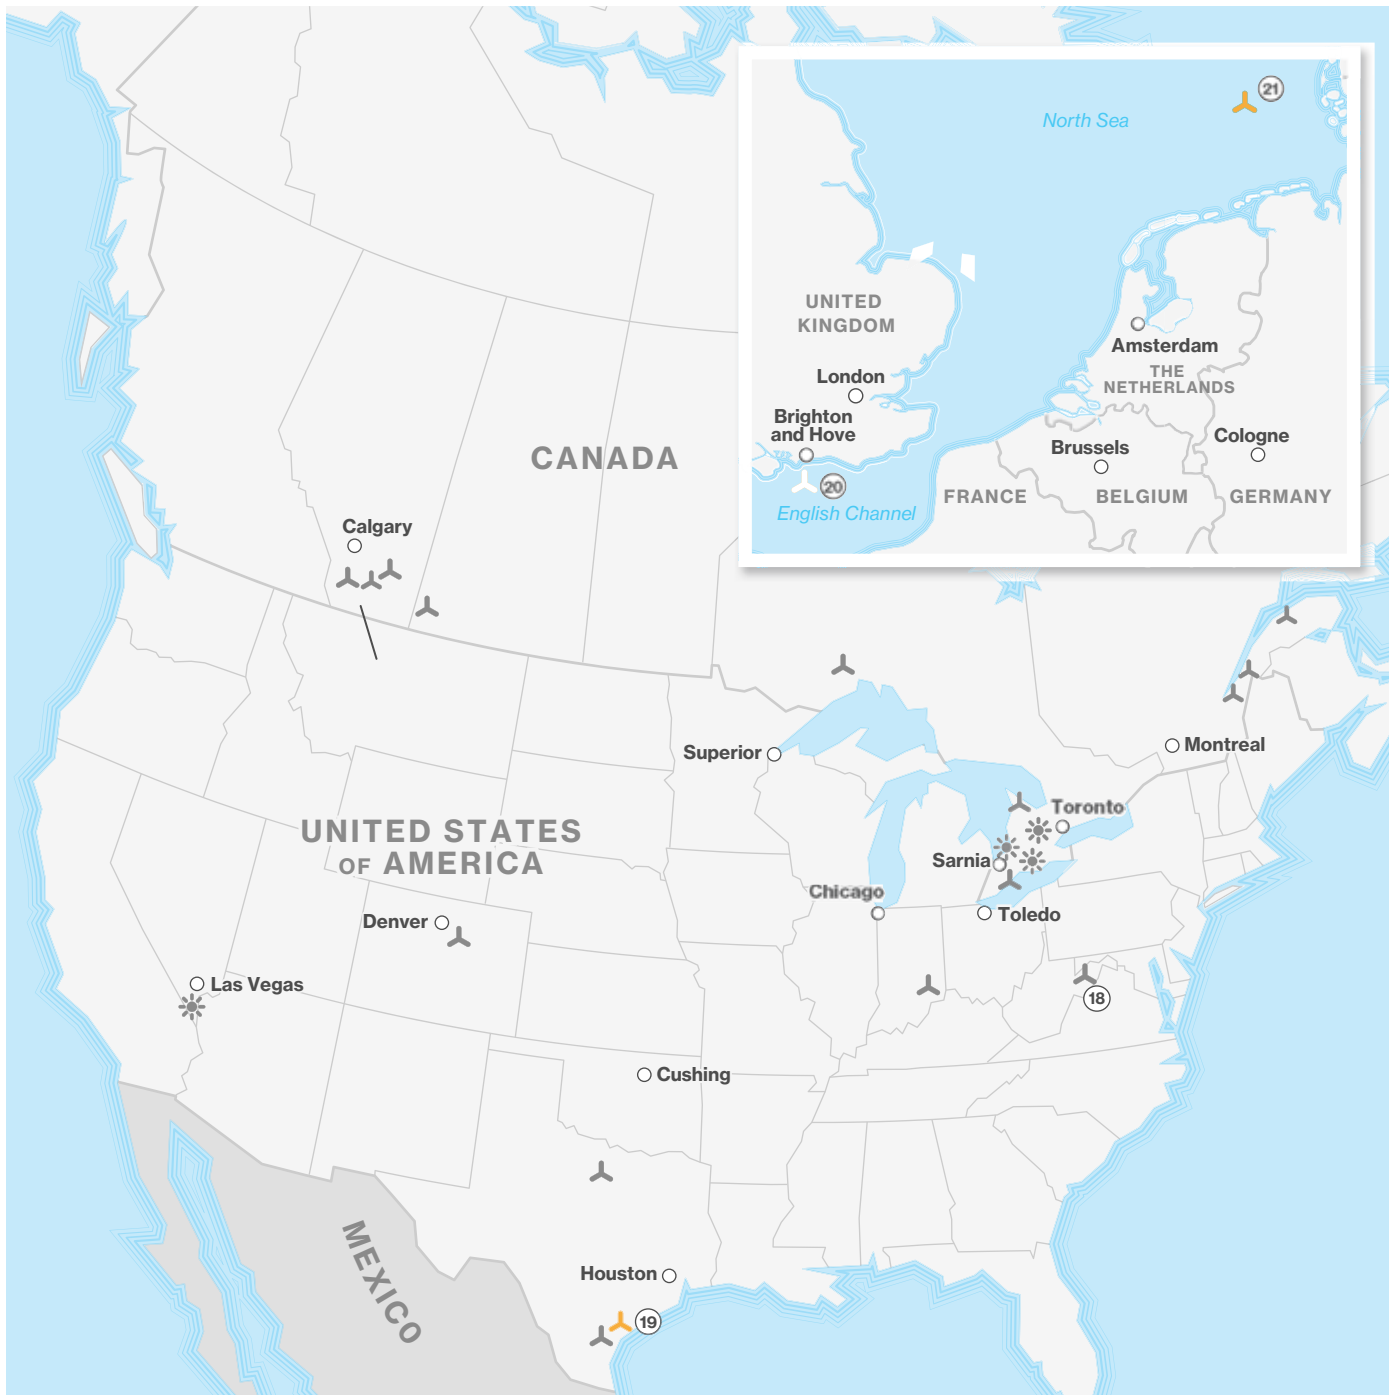 21
North Sea
UNITED
KINGDOM
Amsterdam
THE
NETHERLANDS
London
Brighton
and Hove
Cologne
Brussels
20
FRANCE
BELGIUM
GERMANY
English Channel
CANADA
Calgary
Superior
Montreal
Toronto
UNITED STATES
OF AMERICA
Sarnia
Chicago
Toledo
Denver
Las Vegas
18
Cushing
MEXICO
Houston
19